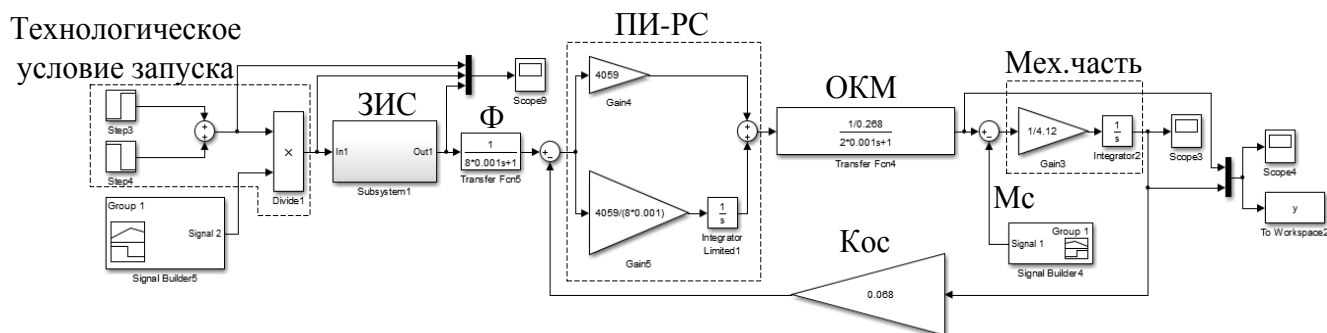 Технологическое
условие запуска
ПИ-РС
ЗИС
Ф
ОКМ
Мех.часть
Step3
Step4
+
+
×
Divide1
Group 1
Signal 2
Signal Builder5
In1
Out1
Subsystem1
Scope9
1
8*0.001s+1
Transfer Fcn5
4059
Gain4
4059/(8*0.001)
Gain5
1
s
Integrator
Limited1
+
+
1/0.268
2*0.001s+1
Transfer Fcn4
1/4.12
Gain3
1
s
Integrator2
Scope3
Scope4
y
To Workspace2
Мс
Group 1
Signal 1
Signal Builder4
Кос
0.068